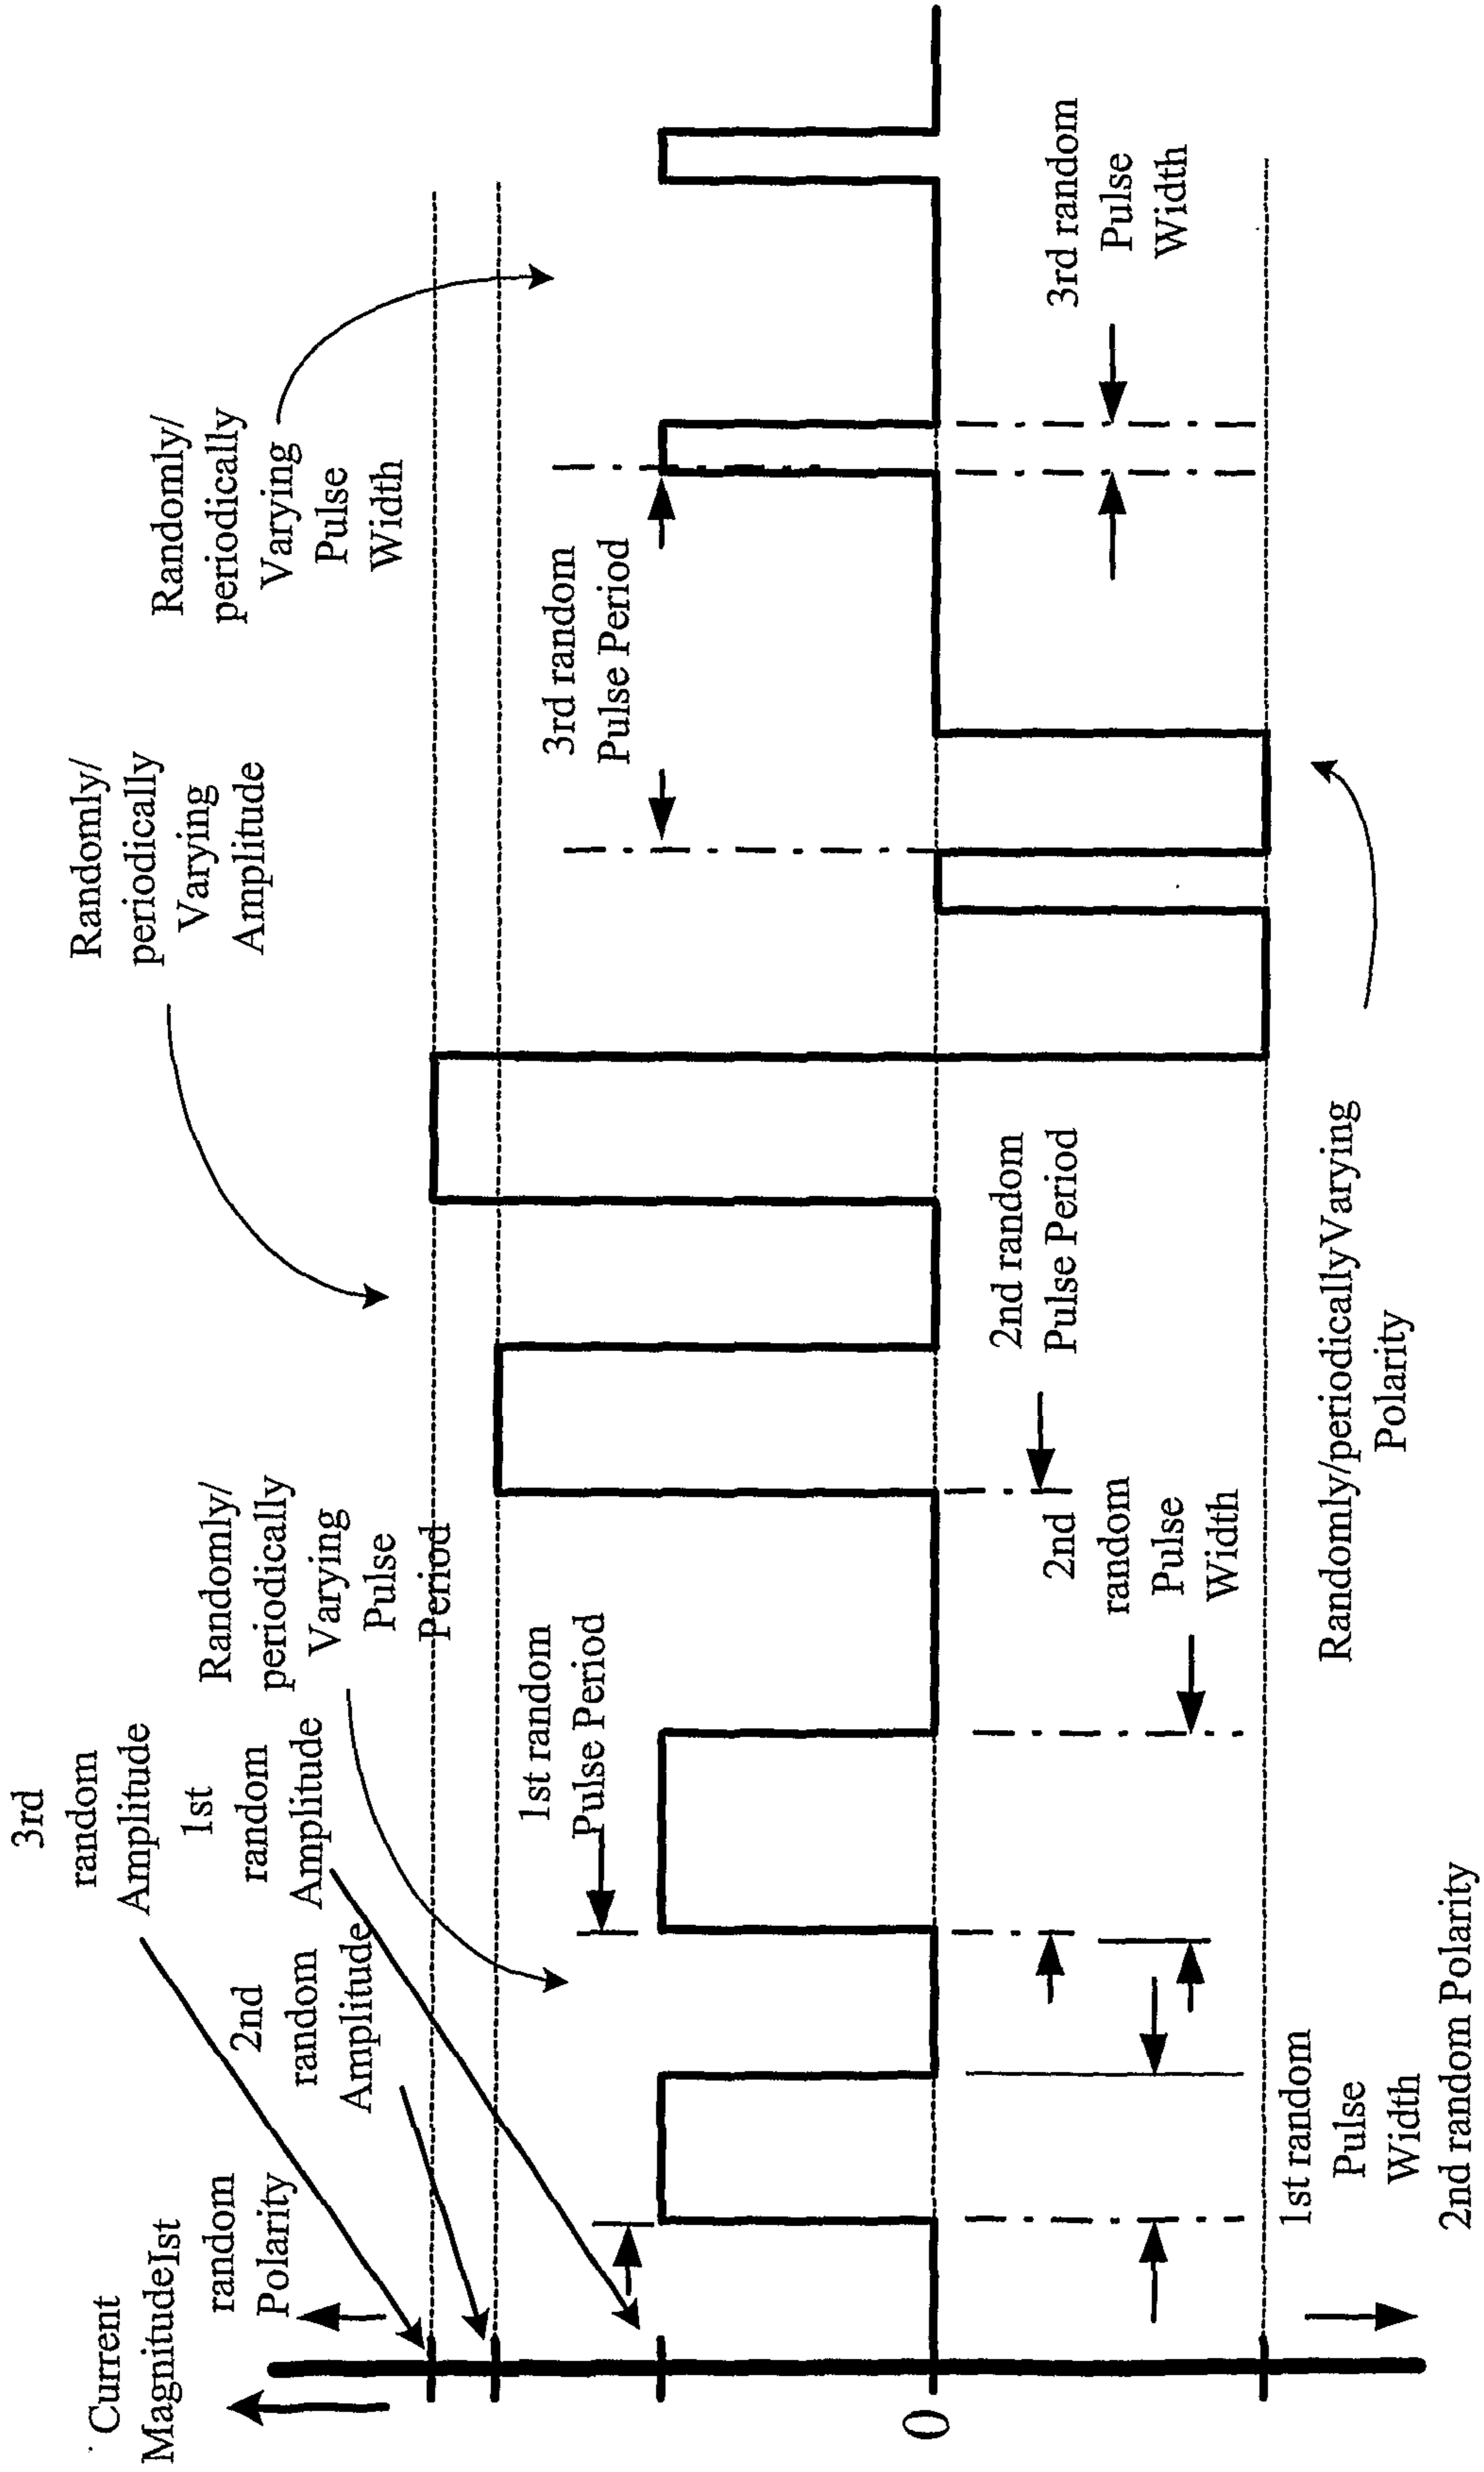 Current
Magnitude
Ist
random
Polarity
3rd
random
Amplitude
1st
random
Amplitude
2nd
random
Amplitude
Randomly/
periodically
Varying
Pulse
Period
1st random
Pulse Period
Randomly/
periodically
Varying
Amplitude
Randomly/
periodically
Varying
Pulse
Width
3rd random
Pulse Period
0
2nd random
Pulse Period
2nd
random
Pulse
Width
3rd random
Pulse
Width
1st random
Pulse
Width
2nd random Polarity
Randomly/periodicallyVarying
Polarity